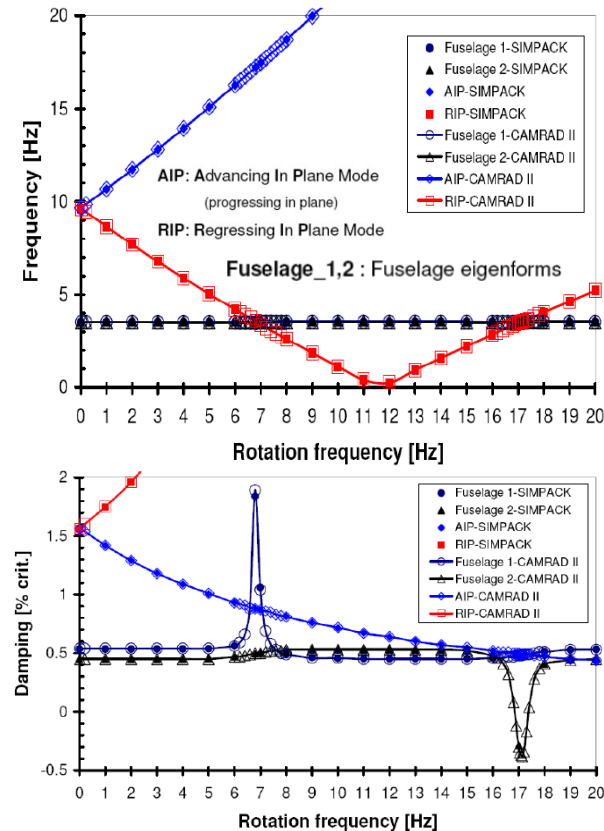 Frequency [Hz]
20
15
10
5
0
Fuselage 1-SIMPACK
Fuselage 2-SIMPACK
AIP-SIMPACK
RIP-SIMPACK
Fuselage 1-CAMRAD II
Fuselage 2-CAMRAD II
AIP-CAMRAD II
RIP-CAMRAD II
AIP: Advancing In Plane Mode
(progressing in plane)
RIP: Regressing In Plane Mode
Fuselage_1,2 : Fuselage eigenforms
0 1 2 3 4 5 6 7 8 9 10 11 12 13 14 15 16 17 18 19 20
Rotation frequency [Hz]
Damping [% crit.]
2
1.5
1
0.5
0
-0.5
Fuselage 1-SIMPACK
Fuselage 2-SIMPACK
AIP-SIMPACK
RIP-SIMPACK
Fuselage 1-CAMRAD II
Fuselage 2-CAMRAD II
AIP-CAMRAD II
RIP-CAMRAD II
0 1 2 3 4 5 6 7 8 9 10 11 12 13 14 15 16 17 18 19 20
Rotation frequency [Hz]